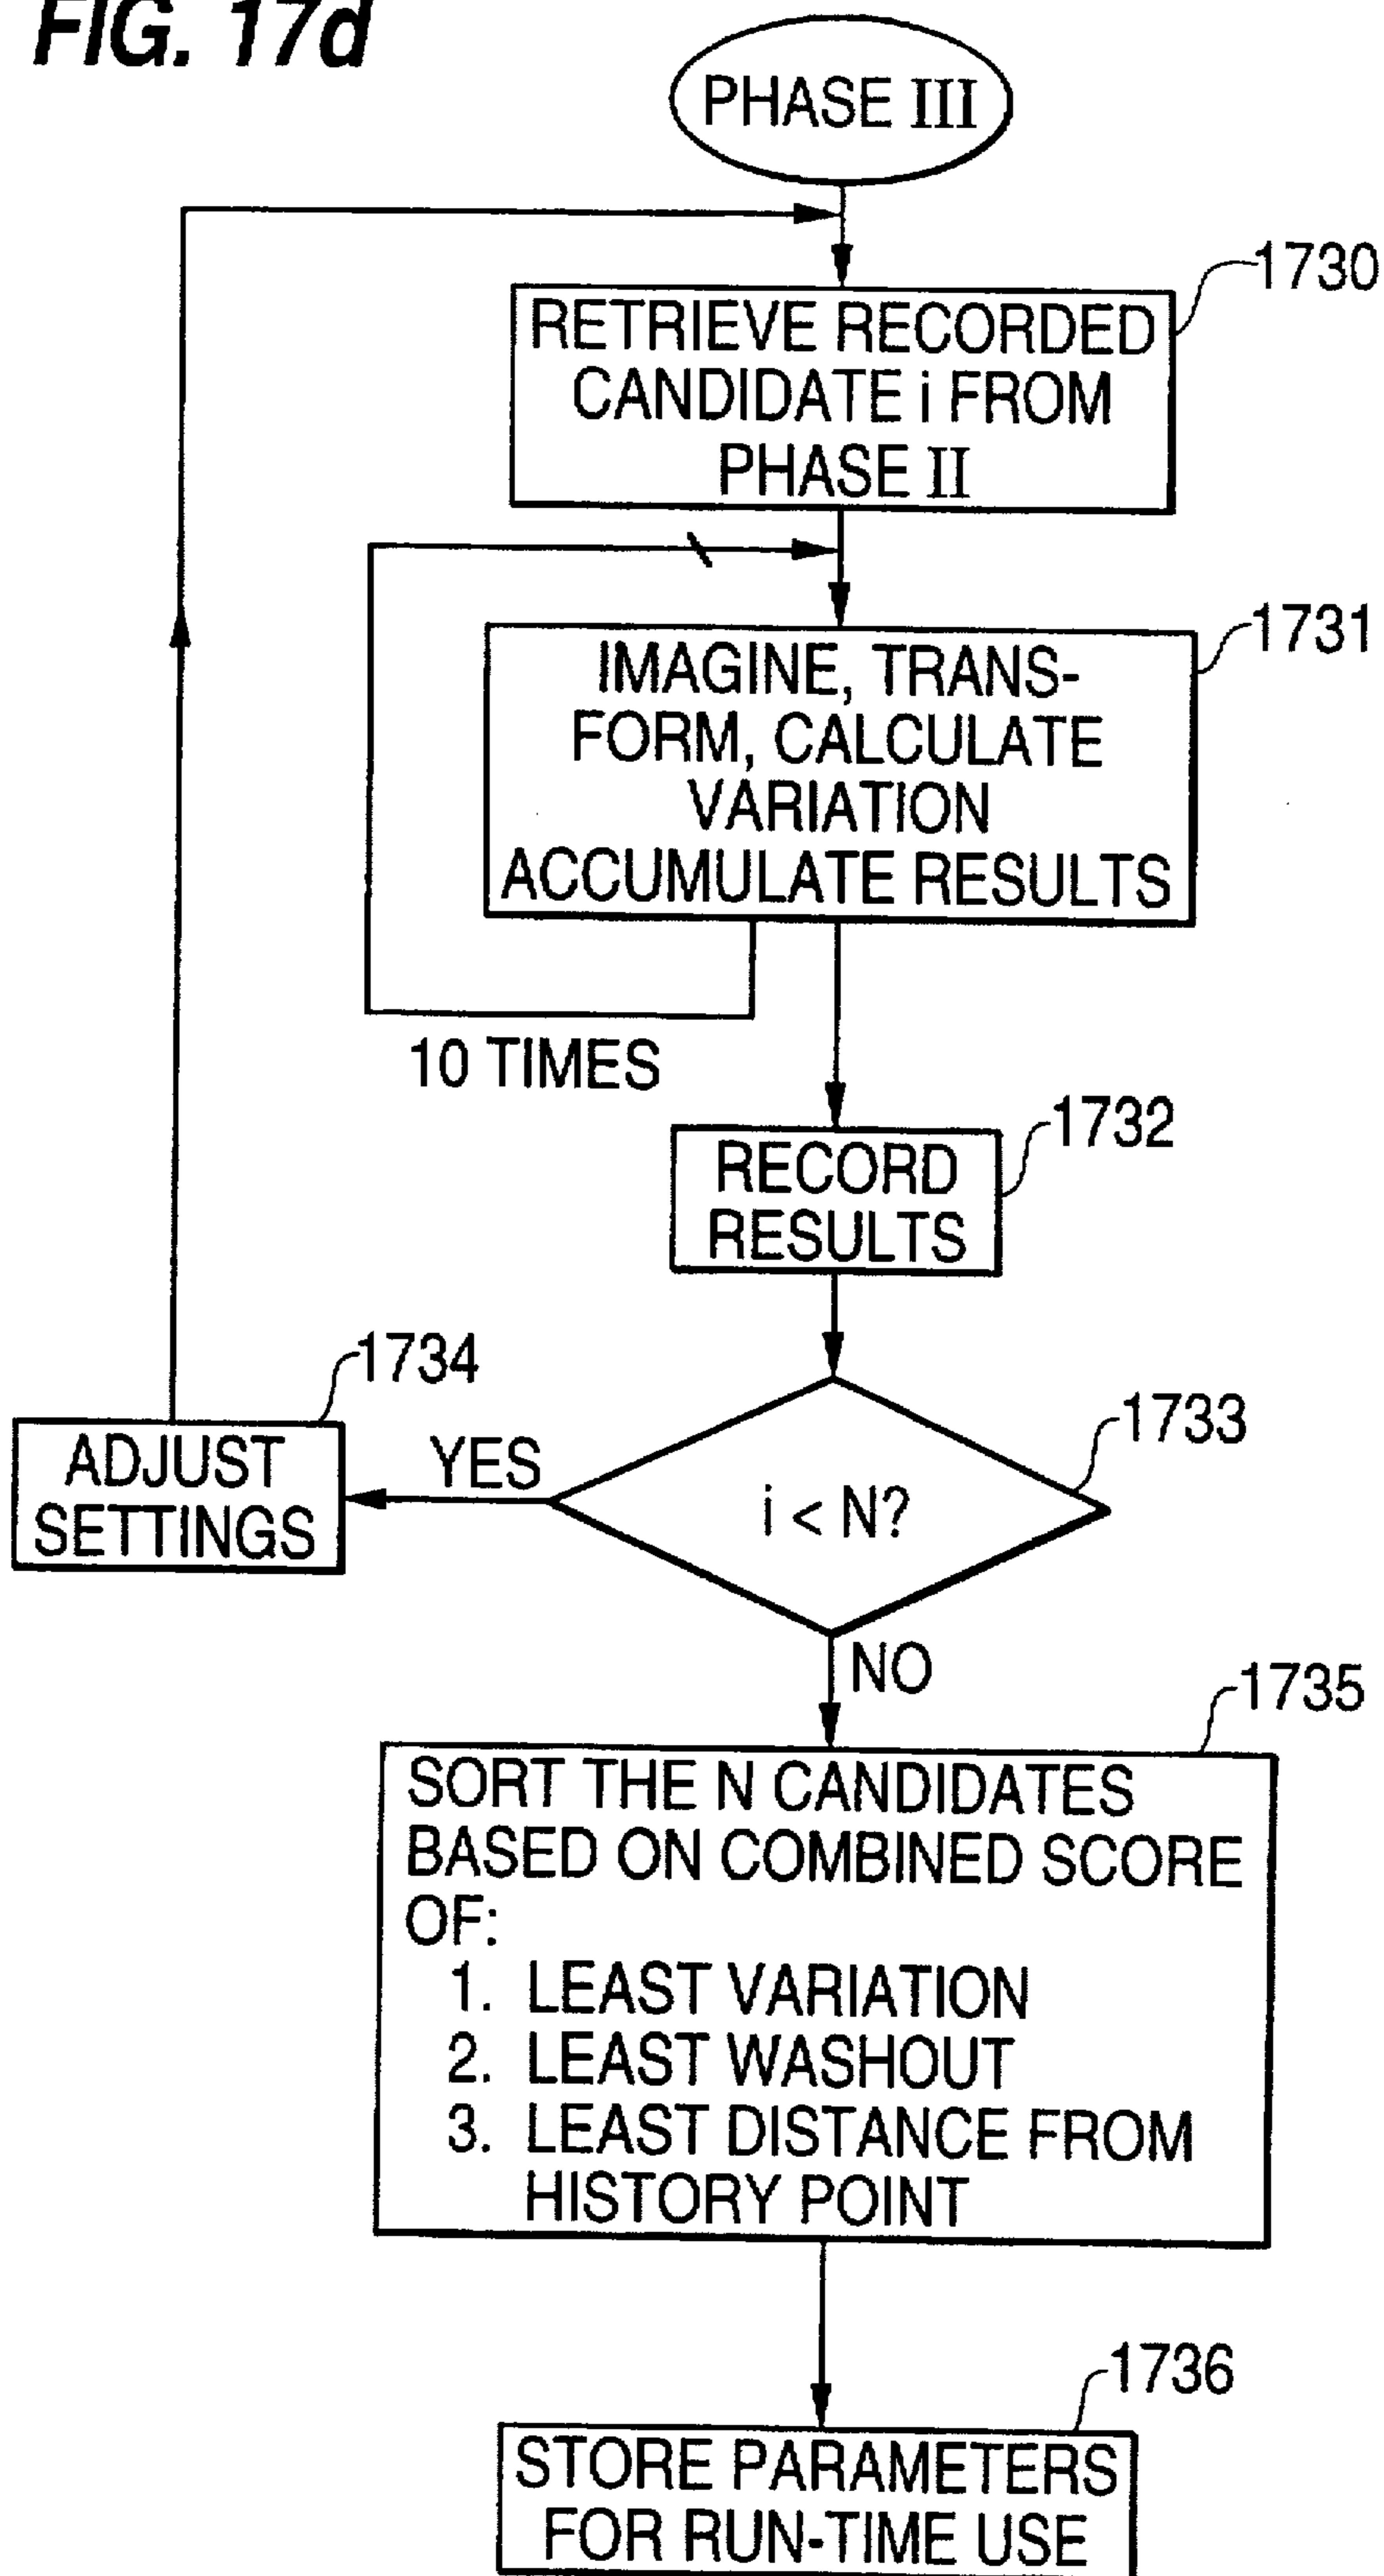 FIG. 17d
PHASE III
1730
RETRIEVE RECORDED
CANDIDATE i FROM
PHASE II
1731
IMAGINE, TRANS-
FORM, CALCULATE
VARIATION
ACCUMULATE RESULTS
10 TIMES
1732
RECORD
RESULTS
1734
ADJUST
SETTINGS
YES
1733
i < N?
NO
1735
SORT THE N CANDIDATES
BASED ON COMBINED SCORE
OF:
1. LEAST VARIATION
2. LEAST WASHOUT
3. LEAST DISTANCE FROM
HISTORY POINT
1736
STORE PARAMETERS
FOR RUN-TIME USE